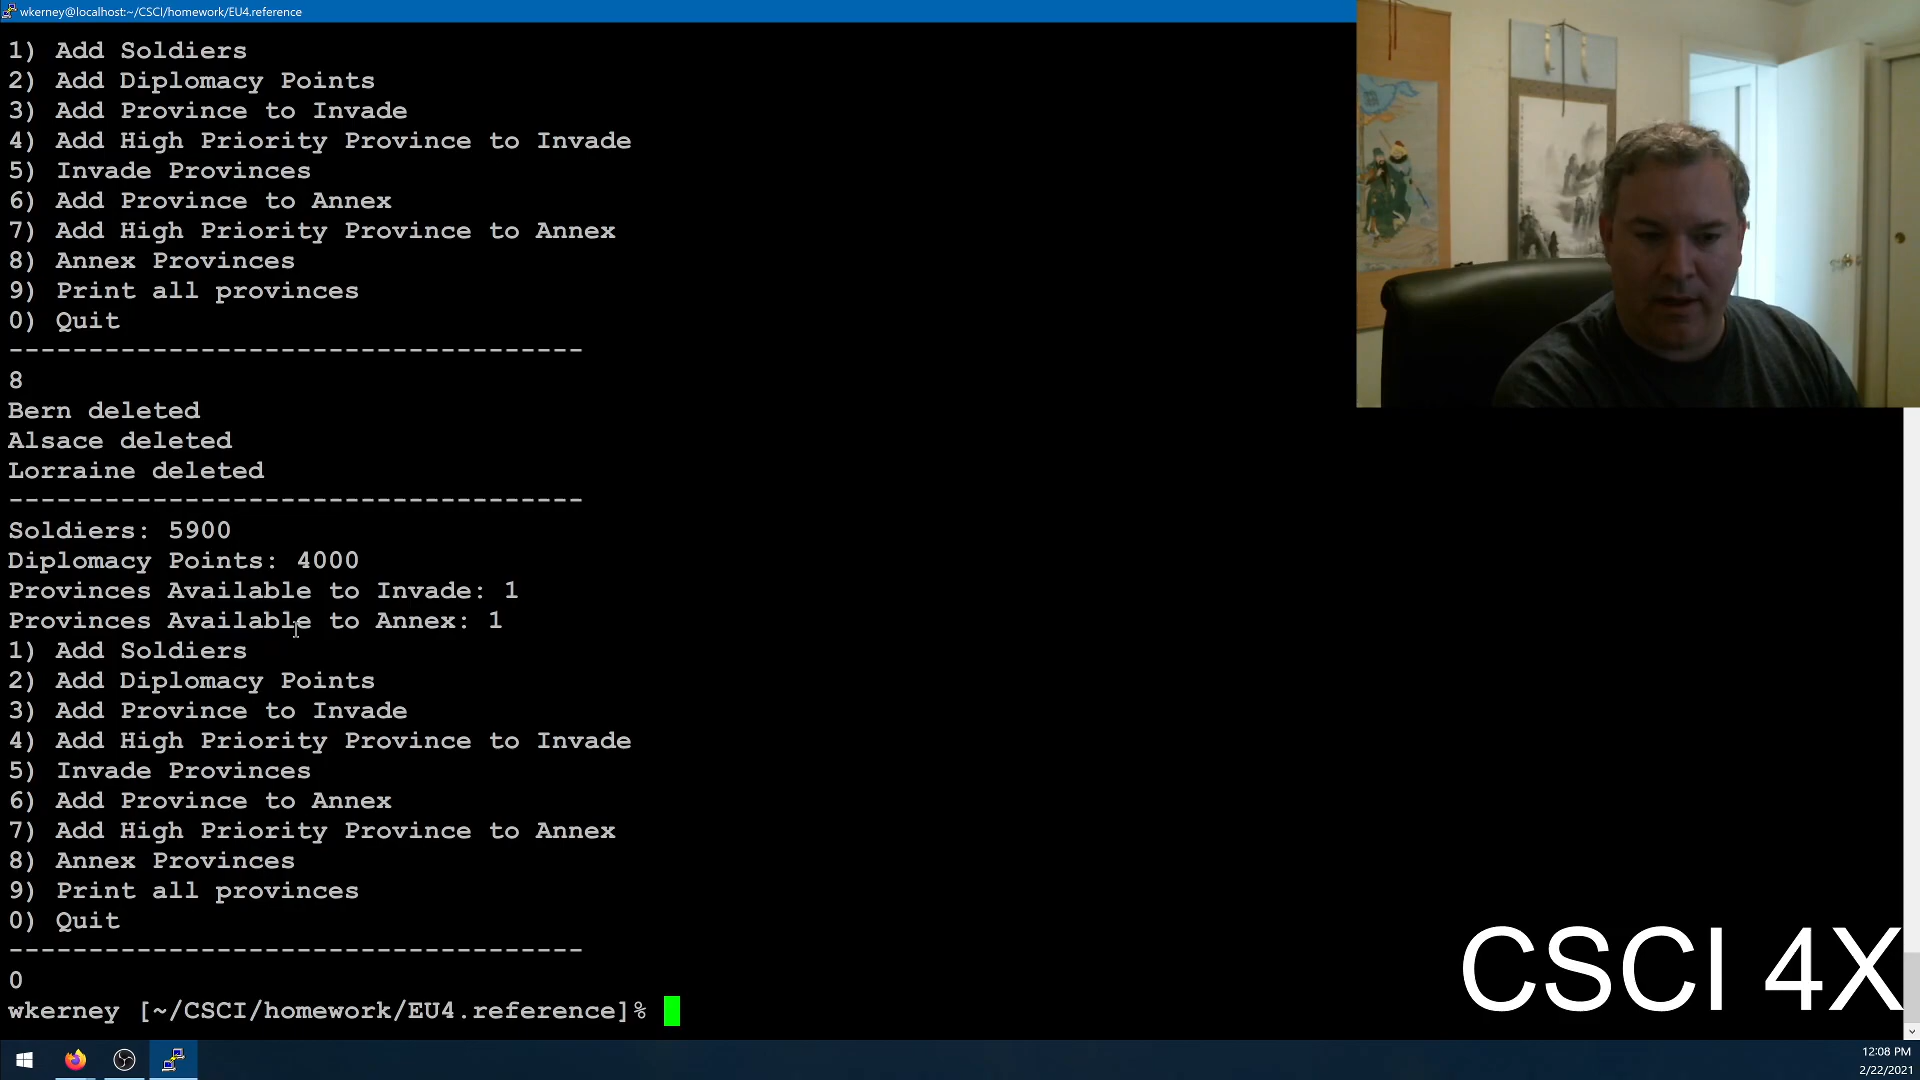 wkerney@localhost:~/CSCI/homework/EU4.reference
1) Add Soldiers
2) Add Diplomacy Points
3) Add Province to Invade
4) Add High Priority Province to Invade
5) Invade Provinces
6) Add Province to Annex
7) Add High Priority Province to Annex
8) Annex Provinces
9) Print all provinces
0) Quit
------------------------------------
8
Bern deleted
Alsace deleted
Lorraine deleted
------------------------------------
Soldiers: 5900
Diplomacy Points: 4000
Provinces Available to Invade: 1
Provinces Available to Annex: 1
1) Add Soldiers
2) Add Diplomacy Points
3) Add Province to Invade
4) Add High Priority Province to Invade
5) Invade Provinces
6) Add Province to Annex
7) Add High Priority Province to Annex
8) Annex Provinces
9) Print all provinces
0) Quit
------------------------------------
0
wkerney [~/CSCI/homework/EU4.reference]%
CSCI 4X
12:08 PM
2/22/2021